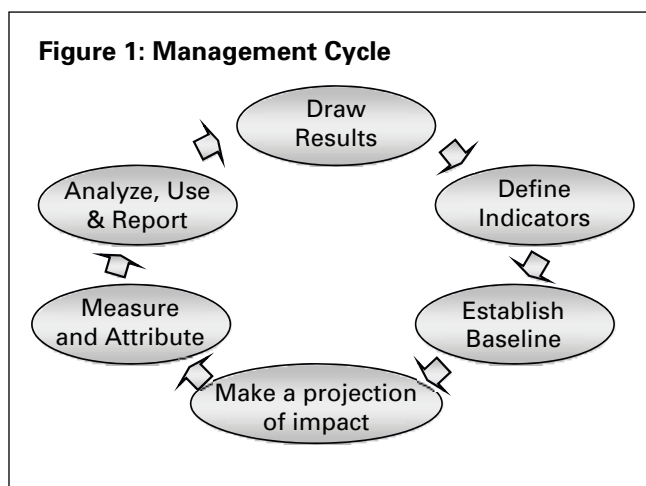 Figure 1: Management Cycle
Draw
Results
Define
Indicators
Establish
Baseline
Make a projection
of impact
Measure
and Attribute
Analyze, Use
& Report